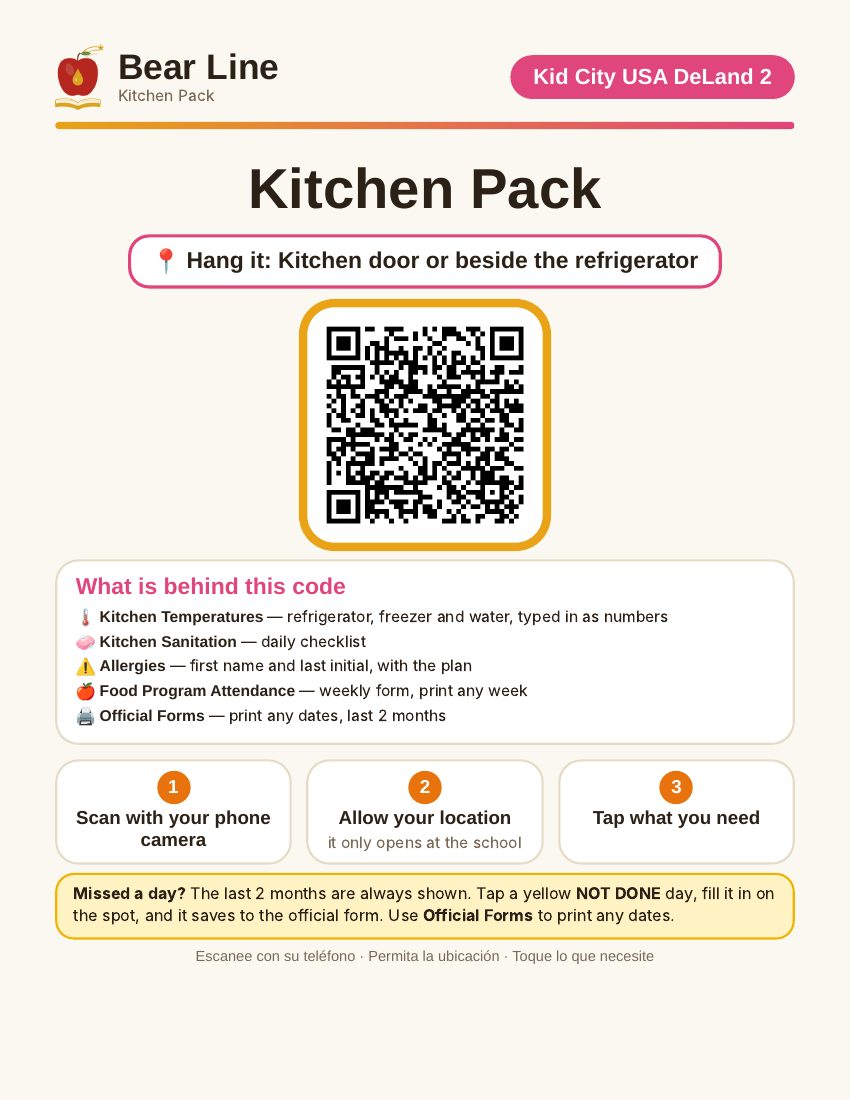 Bear Line
Kitchen Pack
Kid City USA DeLand 2
Kitchen Pack
📍 Hang it: Kitchen door or beside the refrigerator
What is behind this code
🌡️ Kitchen Temperatures — refrigerator, freezer and water, typed in as numbers
🧼 Kitchen Sanitation — daily checklist
⚠️ Allergies — first name and last initial, with the plan
🍎 Food Program Attendance — weekly form, print any week
🖨️ Official Forms — print any dates, last 2 months
1
Scan with your phone
camera
2
Allow your location
it only opens at the school
3
Tap what you need
Missed a day? The last 2 months are always shown. Tap a yellow NOT DONE day, fill it in on
the spot, and it saves to the official form. Use Official Forms to print any dates.
Escanee con su teléfono · Permita la ubicación · Toque lo que necesite